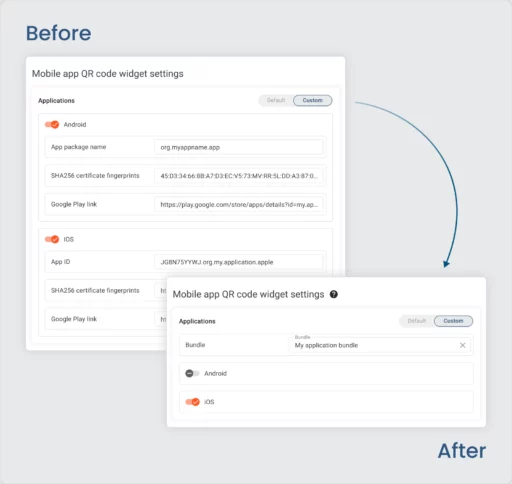 Before
Mobile app QR code widget settings
Applications Default Custom
Android
App package name org.myappname.app
SHA256 certificate fingerprints 45:D3:34:66:BB:A7:D3:EC:V5:73:MV:RR:5L:DD:A3:87:0...
Google Play link https://play.google.com/store/apps/details?id=my.ap...
IOS
App ID JG8N75YYWJ.org.my.application.apple
SHA256 certificate fingerprints
Google Play link
Mobile app QR code widget settings ?
Applications Default Custom
Bundle
Bundle My application bundle
Android
iOS
After